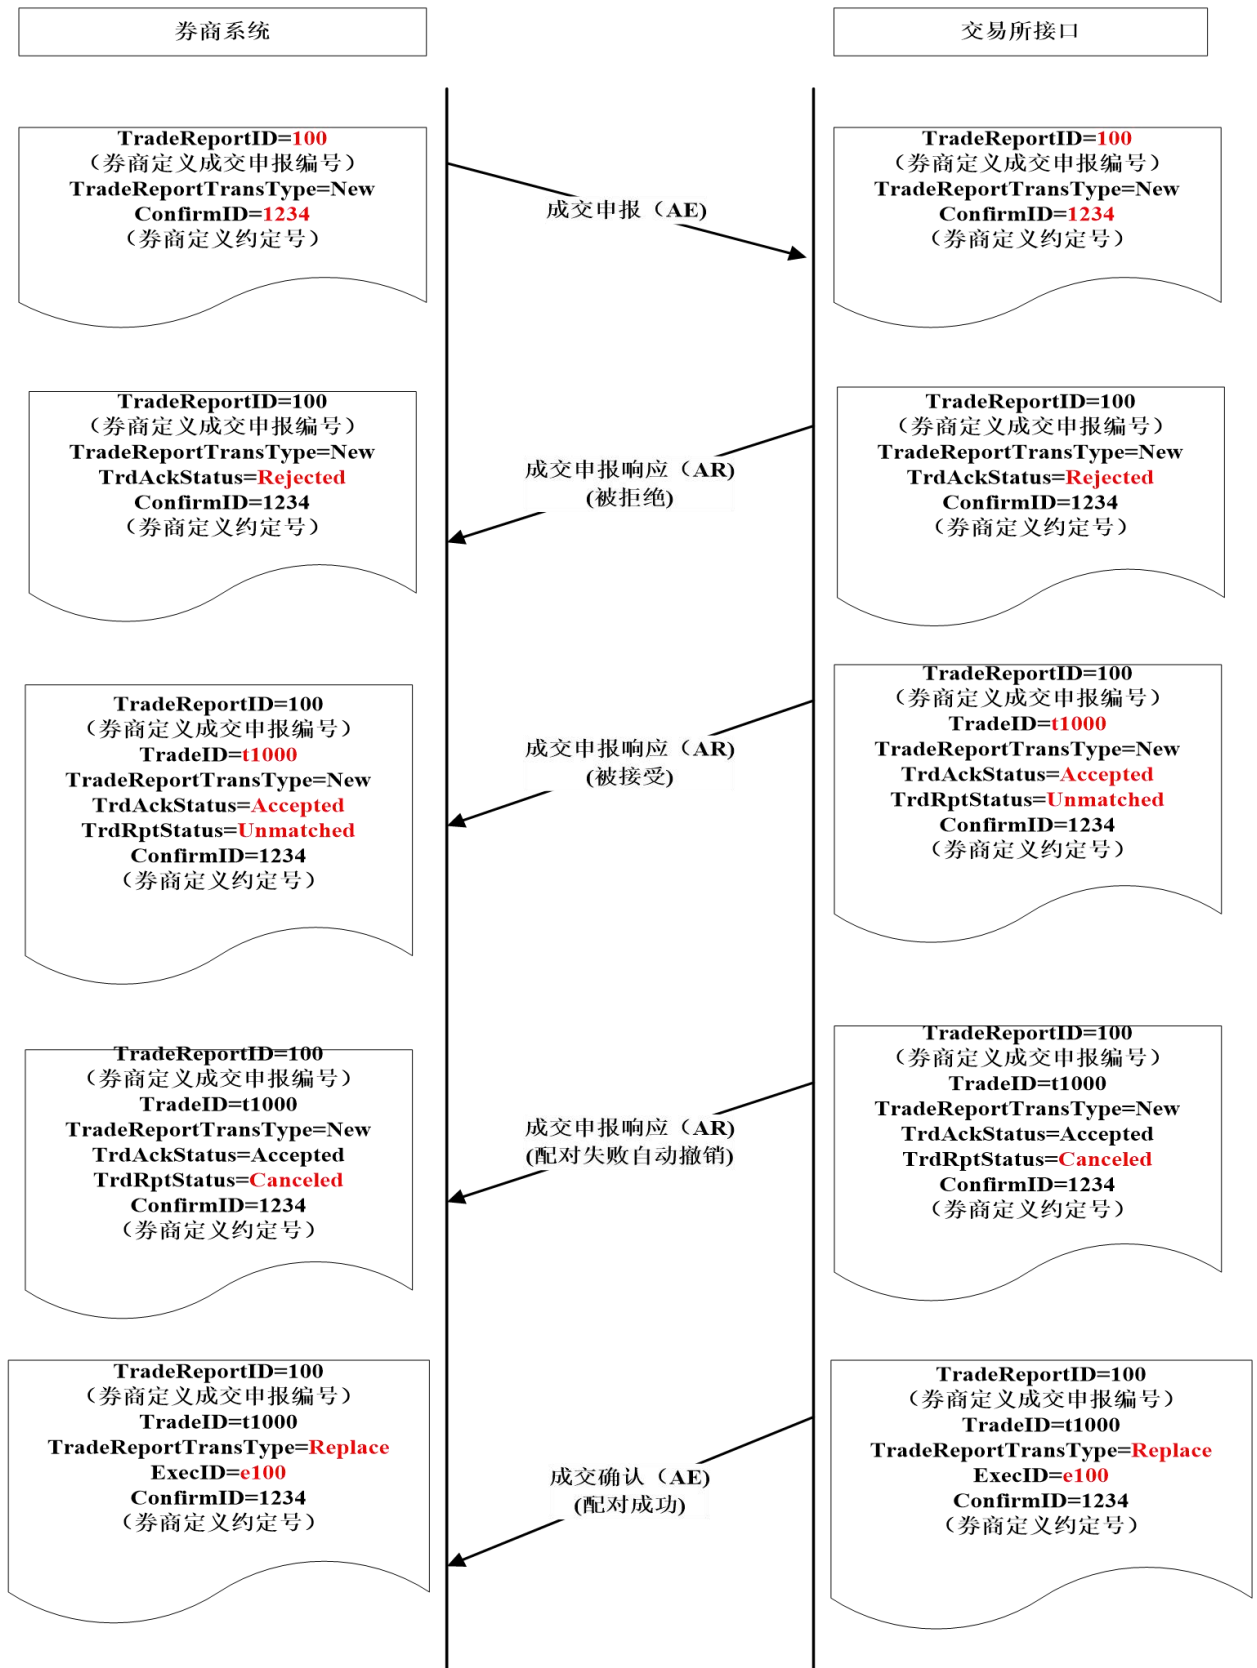 券商系统
交易所接口
TradeReportID=100
（券商定义成交申报编号）
TradeReportTransType=New
ConfirmID=1234
（券商定义约定号）
成交申报（AE)
TradeReportID=100
（券商定义成交申报编号）
TradeReportTransType=New
ConfirmID=1234
（券商定义约定号）
TradeReportID=100
（券商定义成交申报编号）
TradeReportTransType=New
TrdAckStatus=Rejected
ConfirmID=1234
（券商定义约定号）
成交申报响应（AR)
(被拒绝)
TradeReportID=100
（券商定义成交申报编号）
TradeReportTransType=New
TrdAckStatus=Rejected
ConfirmID=1234
（券商定义约定号）
TradeReportID=100
（券商定义成交申报编号）
TradeID=t1000
TradeReportTransType=New
TrdAckStatus=Accepted
TrdRptStatus=Unmatched
ConfirmID=1234
（券商定义约定号）
成交申报响应（AR)
(被接受)
TradeReportID=100
（券商定义成交申报编号）
TradeID=t1000
TradeReportTransType=New
TrdAckStatus=Accepted
TrdRptStatus=Unmatched
ConfirmID=1234
（券商定义约定号）
TradeReportID=100
（券商定义成交申报编号）
TradeID=t1000
TradeReportTransType=New
TrdAckStatus=Accepted
TrdRptStatus=Canceled
ConfirmID=1234
（券商定义约定号）
成交申报响应（AR)
(配对失败自动撤销)
TradeReportID=100
（券商定义成交申报编号）
TradeID=t1000
TradeReportTransType=New
TrdAckStatus=Accepted
TrdRptStatus=Canceled
ConfirmID=1234
（券商定义约定号）
TradeReportID=100
（券商定义成交申报编号）
TradeID=t1000
TradeReportTransType=Replace
ExecID=e100
ConfirmID=1234
（券商定义约定号）
成交确认（AE)
(配对成功)
TradeReportID=100
（券商定义成交申报编号）
TradeID=t1000
TradeReportTransType=Replace
ExecID=e100
ConfirmID=1234
（券商定义约定号）